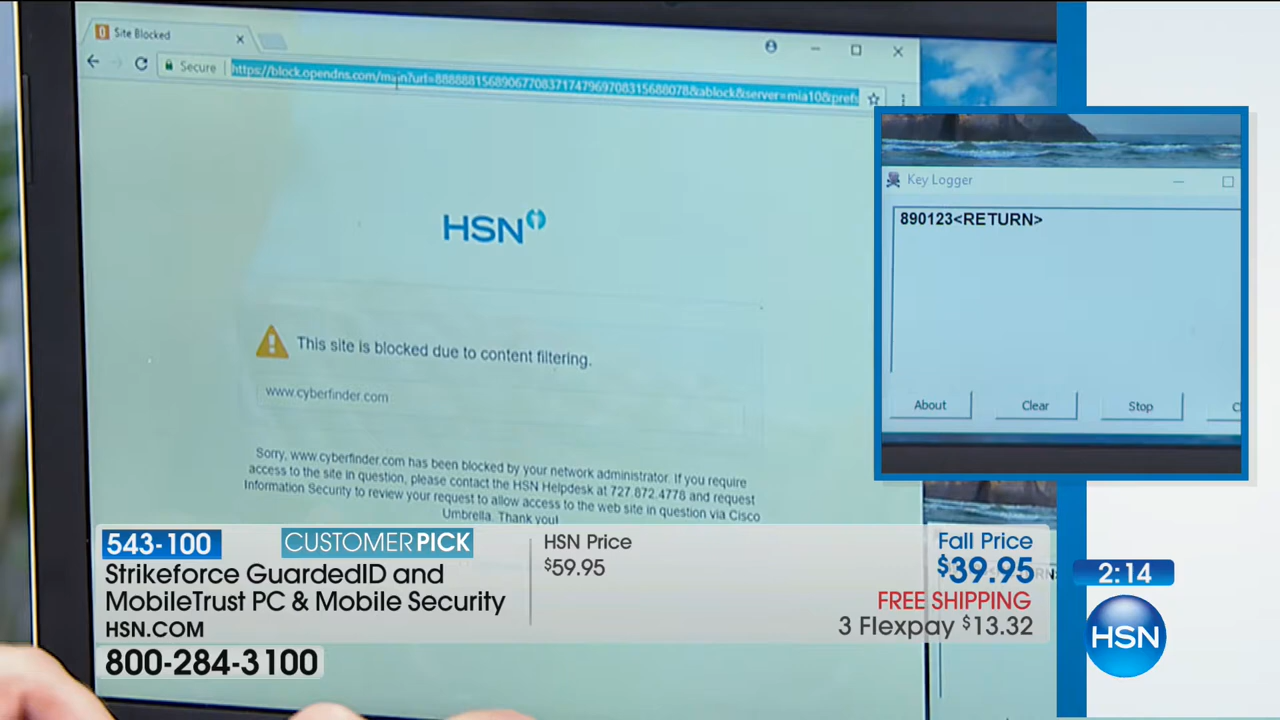 Site Blocked
Secure
https://block.opendns.com/main?url=88888815689067708371747969708315688078&ablock&server=mia10&prefs
HSN
This site is blocked due to content filtering.
www.cyberfinder.com
Sorry, www.cyberfinder.com has been blocked by your network administrator. If you require
access to the site in question, please contact the HSN Helpdesk at 727.872.4778 and request
Information Security to review your request to allow access to the web site in question via Cisco
Umbrella. Thank you!
Key Logger
890123<RETURN>
About
Clear
Stop
543-100
CUSTOMER PICK
Strikeforce GuardedID and
MobileTrust PC & Mobile Security
HSN.COM
800-284-3100
HSN Price
$59.95
Fall Price
$39.95
FREE SHIPPING
3 Flexpay $13.32
2:14
HSN